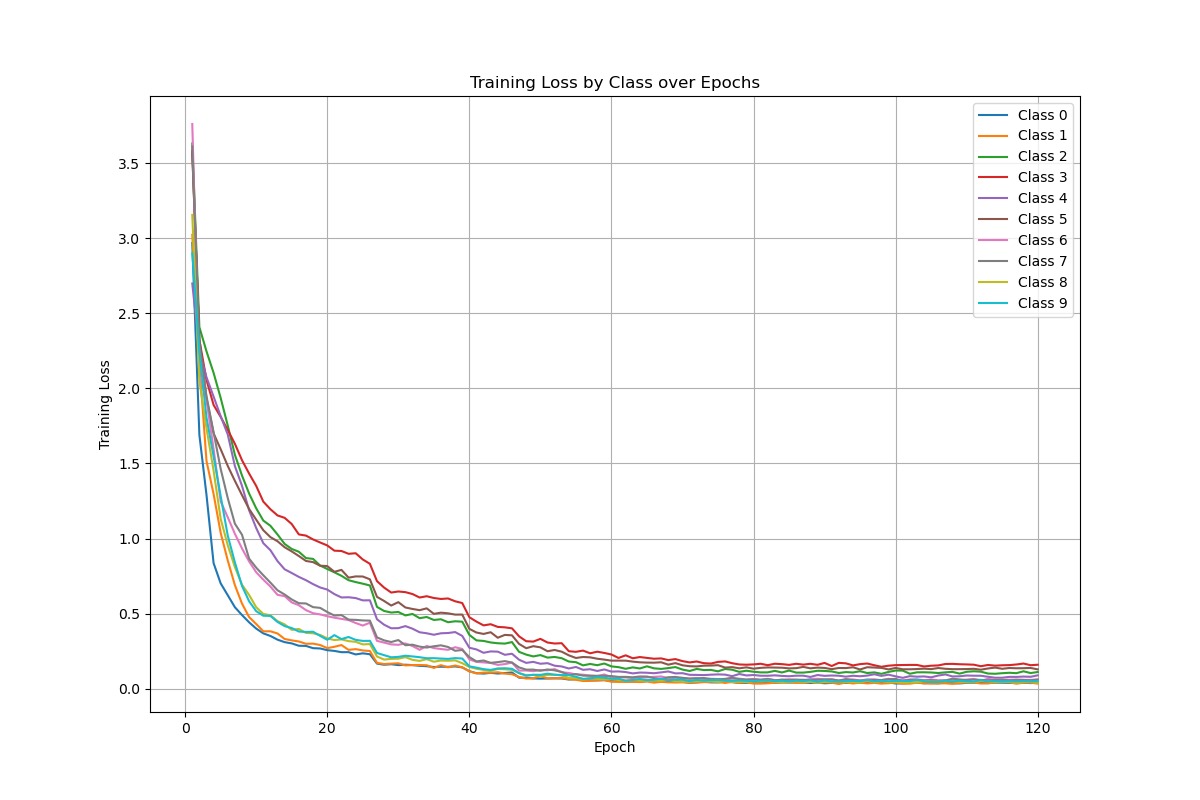 Training Loss by Class over Epochs
Training Loss
3.5
3.0
2.5
2.0
1.5
1.0
0.5
0.0
Class 0
Class 1
Class 2
Class 3
Class 4
Class 5
Class 6
Class 7
Class 8
Class 9
0 20 40 60 80 100 120
Epoch